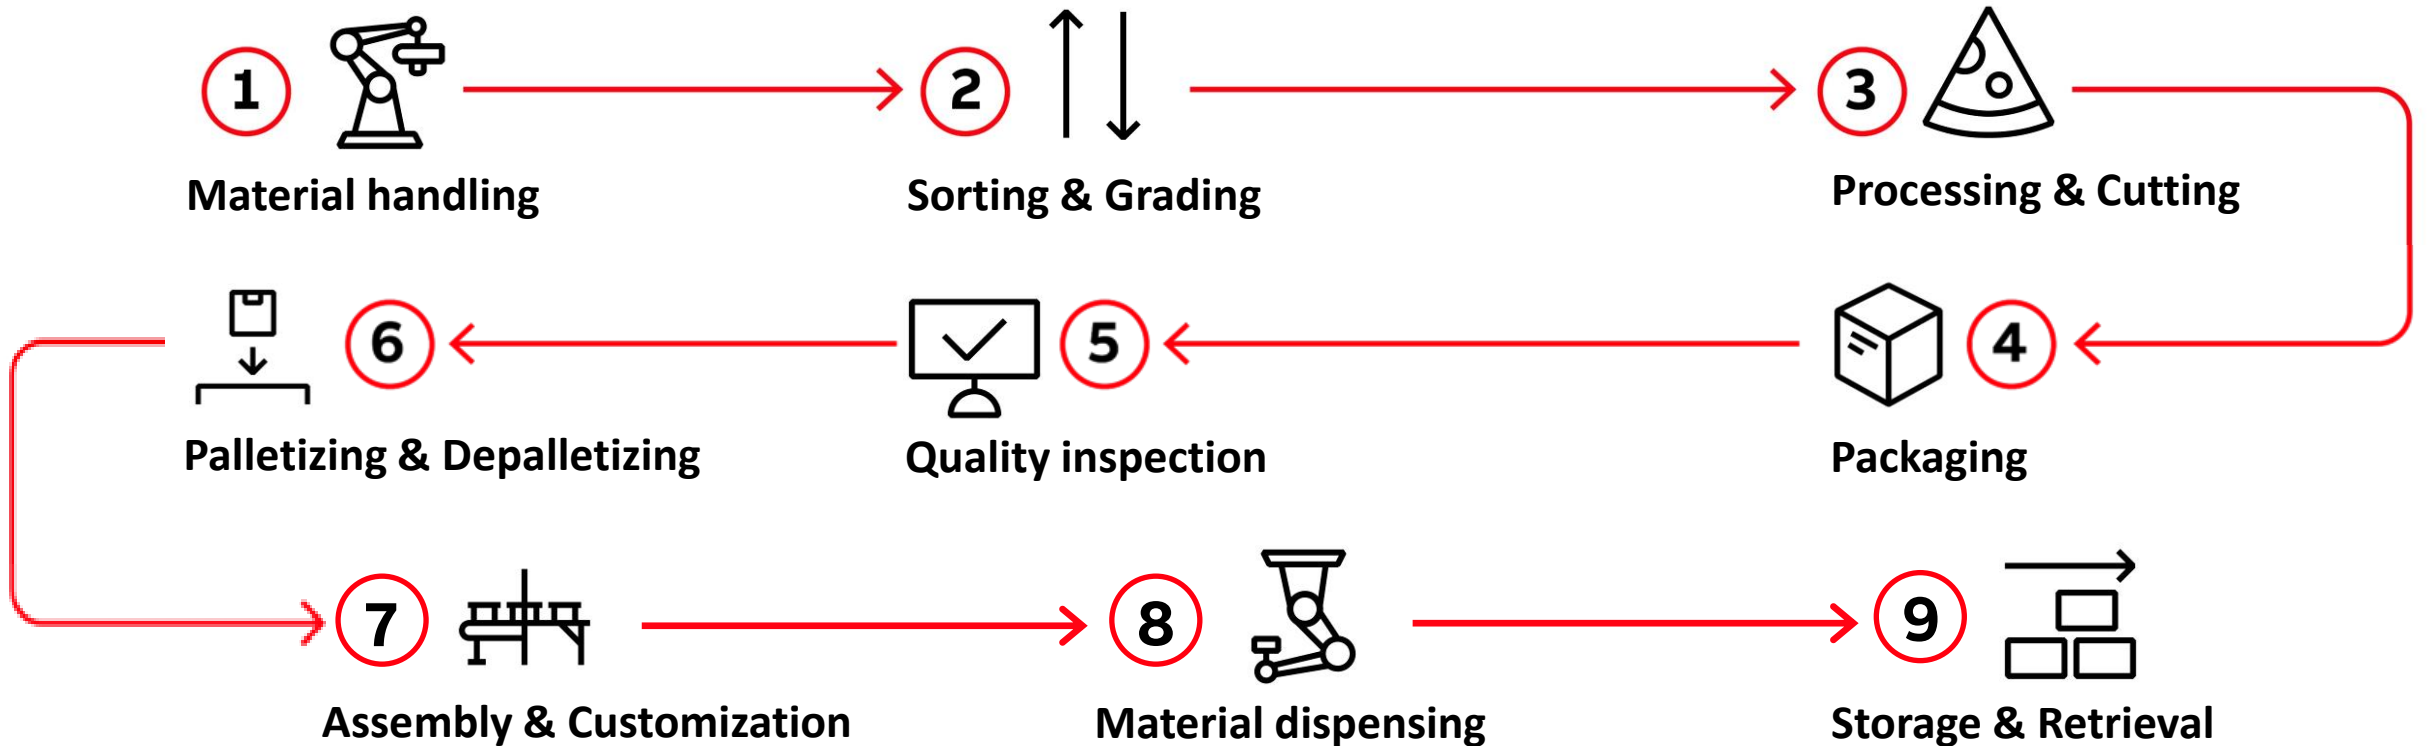 1
Material handling
2
Sorting & Grading
3
Processing & Cutting
4
Packaging
5
Quality inspection
6
Palletizing & Depalletizing
7
Assembly & Customization
8
Material dispensing
9
Storage & Retrieval